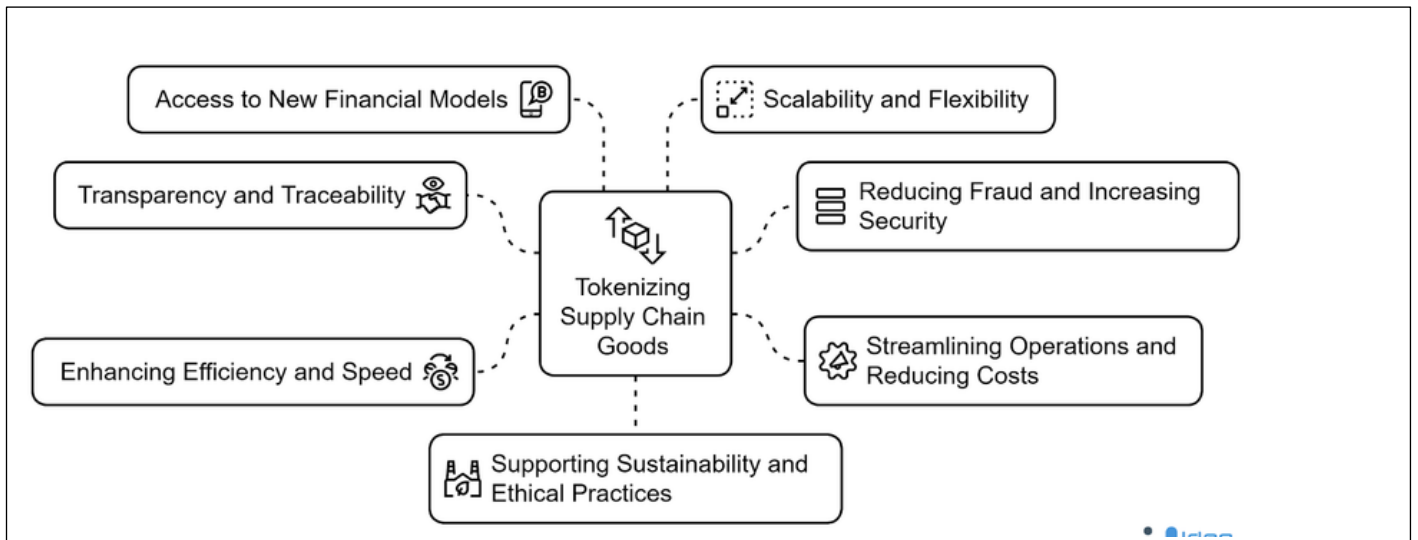 Access to New Financial Models
Scalability and Flexibility
Transparency and Traceability
Reducing Fraud and Increasing
Security
Tokenizing
Supply Chain
Goods
Enhancing Efficiency and Speed
Streamlining Operations and
Reducing Costs
Supporting Sustainability and
Ethical Practices